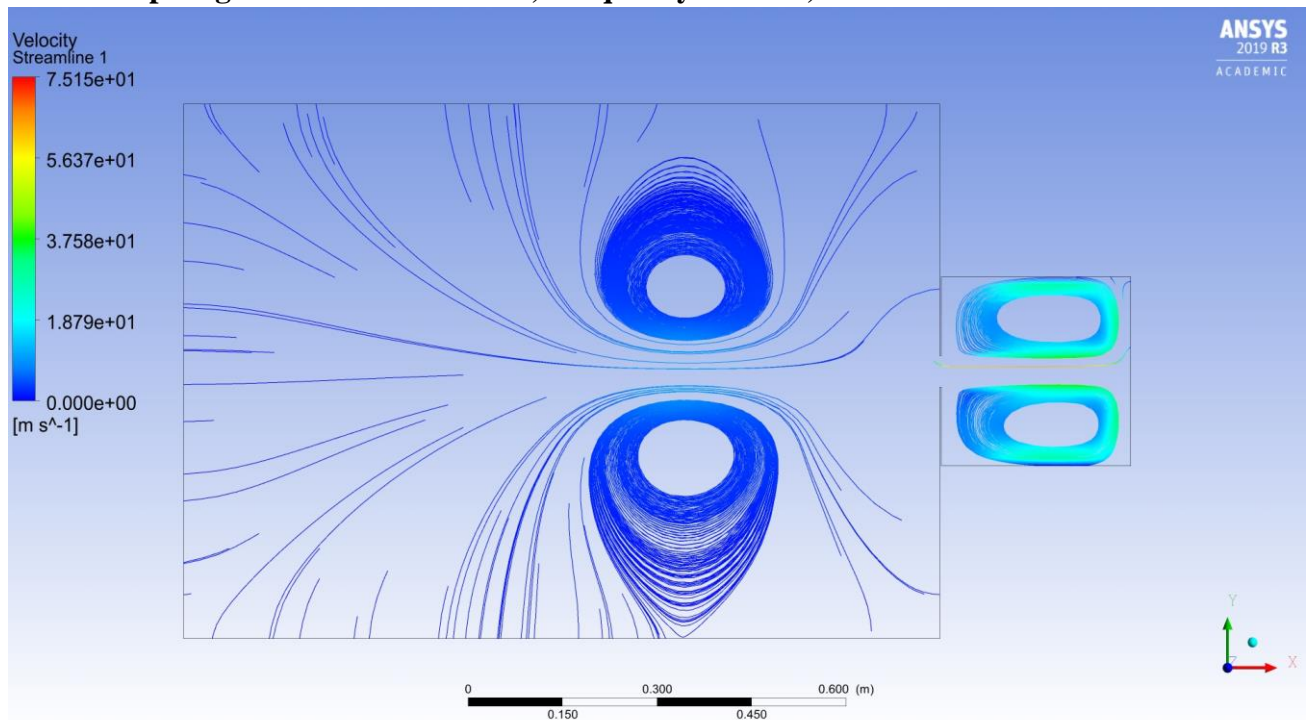 Velocity
Streamline 1
7.515e+01
5.637e+01
3.758e+01
1.879e+01
0.000e+00
[m s^-1]
ANSYS
2019 R3
ACADEMIC
0 0.300 0.600 (m)
0.150 0.450
Y
Z X